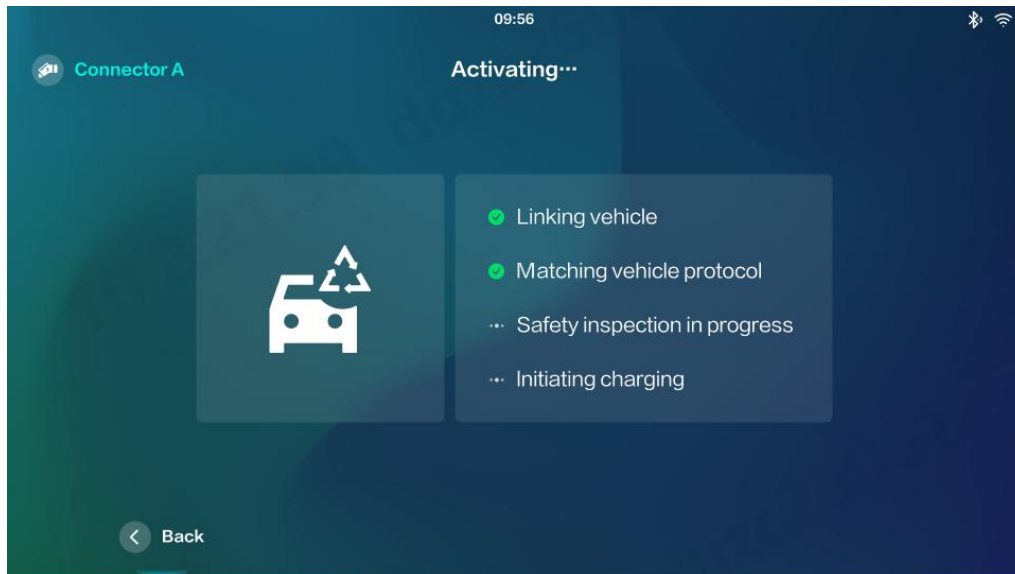 09:56
Connector A
Activating···
Linking vehicle
Matching vehicle protocol
Safety inspection in progress
Initiating charging
Back